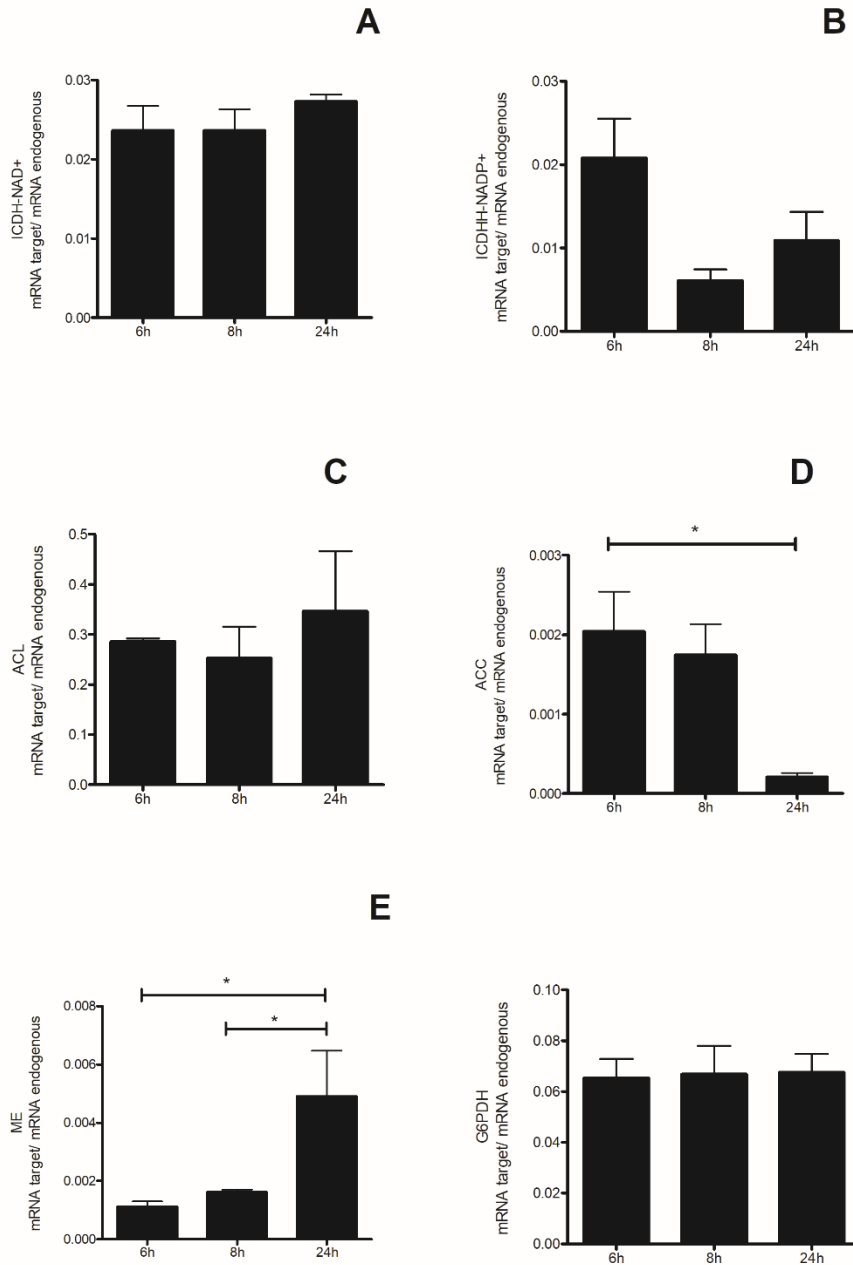 A
ICDH-NAD+
mRNA target/ mRNA endogenous
0.03
0.02
0.01
0.00
6h
8h
24h
B
ICDHH-NADP+
mRNA target/ mRNA endogenous
0.03
0.02
0.01
0.00
6h
8h
24h
C
ACL
mRNA target/ mRNA endogenous
0.5
0.4
0.3
0.2
0.1
0.0
6h
8h
24h
D
ACC
mRNA target/ mRNA endogenous
*
0.003
0.002
0.001
0.000
6h
8h
24h
E
ME
mRNA target/ mRNA endogenous
*
*
0.008
0.006
0.004
0.002
0.000
6h
8h
24h
G6PDH
mRNA target/ mRNA endogenous
0.10
0.08
0.06
0.04
0.02
0.00
6h
8h
24h